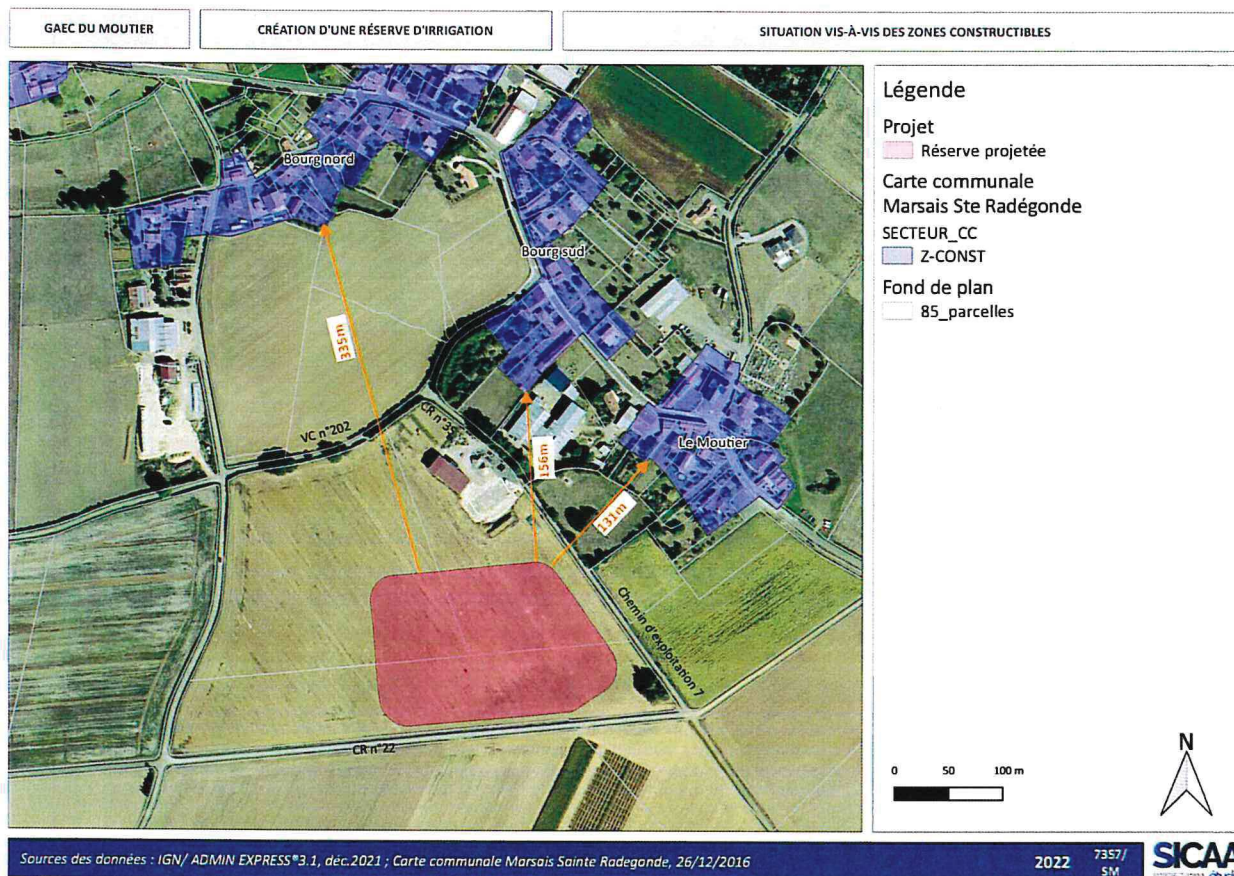 GAEC DU MOUTIER
CRÉATION D'UNE RÉSERVE D'IRRIGATION
SITUATION VIS-À-VIS DES ZONES CONSTRUCTIBLES
Bourg nord
Bourg sud
Le Moutier
335m
156m
131m
VC n°202
Chemin d'exploitation 7
CR n°22
Légende
Projet
Réserve projetée
Carte communale
Marsais Ste Radégonde
SECTEUR_CC
Z-CONST
Fond de plan
85_parcelles
0 50 100 m
N
Sources des données : IGN/ ADMIN EXPRESS®3.1, déc.2021 ; Carte communale Marsais Sainte Radegonde, 26/12/2016
2022
7357/
SM